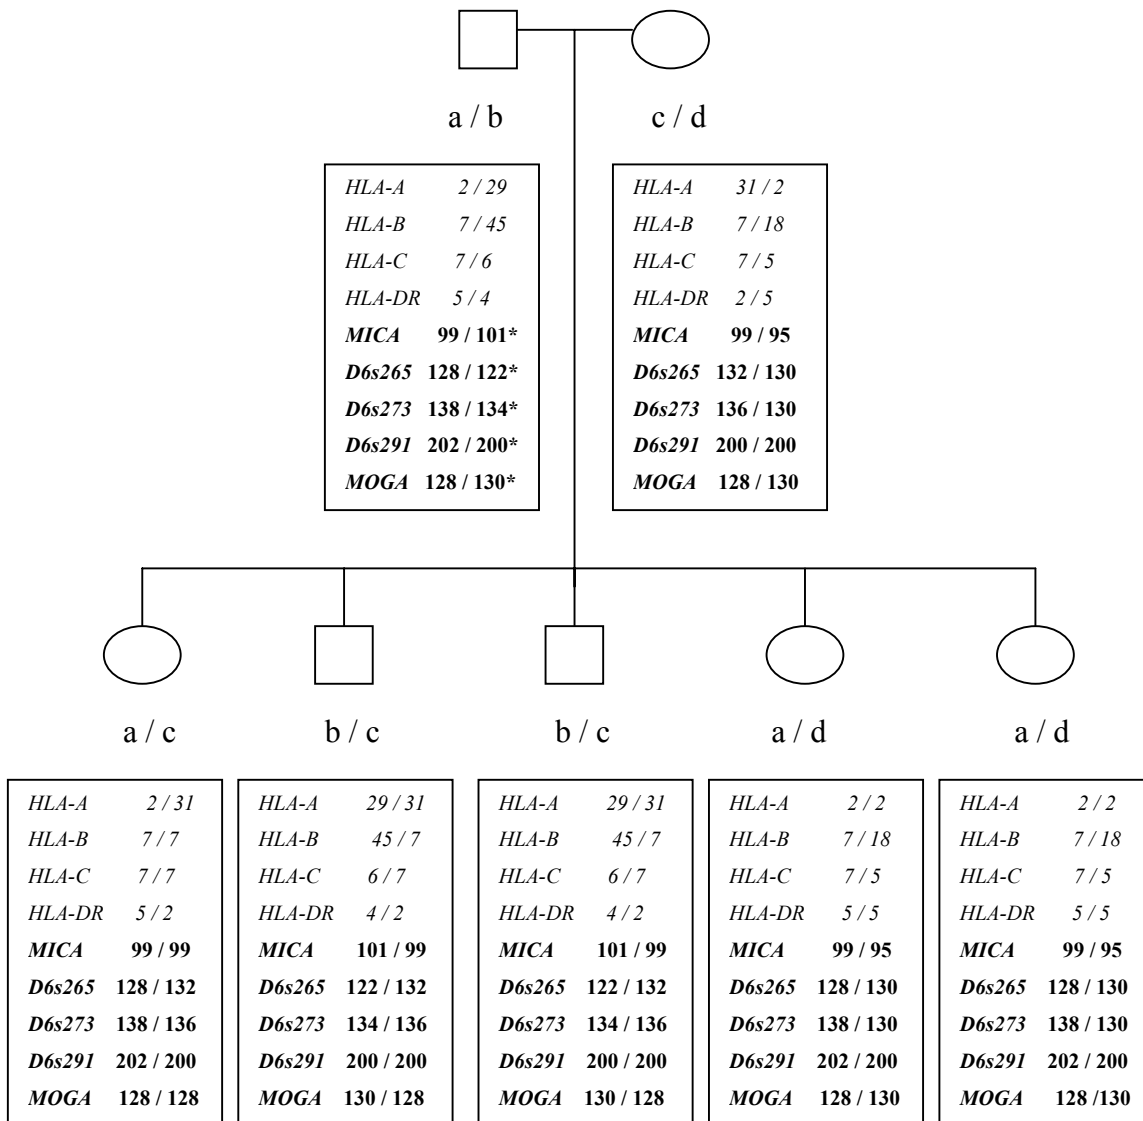 a / b
c / d
HLA-A 2 / 29
HLA-B 7 / 45
HLA-C 7 / 6
HLA-DR 5 / 4
MICA 99 / 101*
D6s265 128 / 122*
D6s273 138 / 134*
D6s291 202 / 200*
MOGA 128 / 130*
HLA-A 31 / 2
HLA-B 7 / 18
HLA-C 7 / 5
HLA-DR 2 / 5
MICA 99 / 95
D6s265 132 / 130
D6s273 136 / 130
D6s291 200 / 200
MOGA 128 / 130
a / c
b / c
b / c
a / d
a / d
HLA-A 2 / 31
HLA-B 7 / 7
HLA-C 7 / 7
HLA-DR 5 / 2
MICA 99 / 99
D6s265 128 / 132
D6s273 138 / 136
D6s291 202 / 200
MOGA 128 / 128
HLA-A 29 / 31
HLA-B 45 / 7
HLA-C 6 / 7
HLA-DR 4 / 2
MICA 101 / 99
D6s265 122 / 132
D6s273 134 / 136
D6s291 200 / 200
MOGA 130 / 128
HLA-A 29 / 31
HLA-B 45 / 7
HLA-C 6 / 7
HLA-DR 4 / 2
MICA 101 / 99
D6s265 122 / 132
D6s273 134 / 136
D6s291 200 / 200
MOGA 130 / 128
HLA-A 2 / 2
HLA-B 7 / 18
HLA-C 7 / 5
HLA-DR 5 / 5
MICA 99 / 95
D6s265 128 / 130
D6s273 138 / 130
D6s291 202 / 200
MOGA 128 / 130
HLA-A 2 / 2
HLA-B 7 / 18
HLA-C 7 / 5
HLA-DR 5 / 5
MICA 99 / 95
D6s265 128 / 130
D6s273 138 / 130
D6s291 202 / 200
MOGA 128 /130